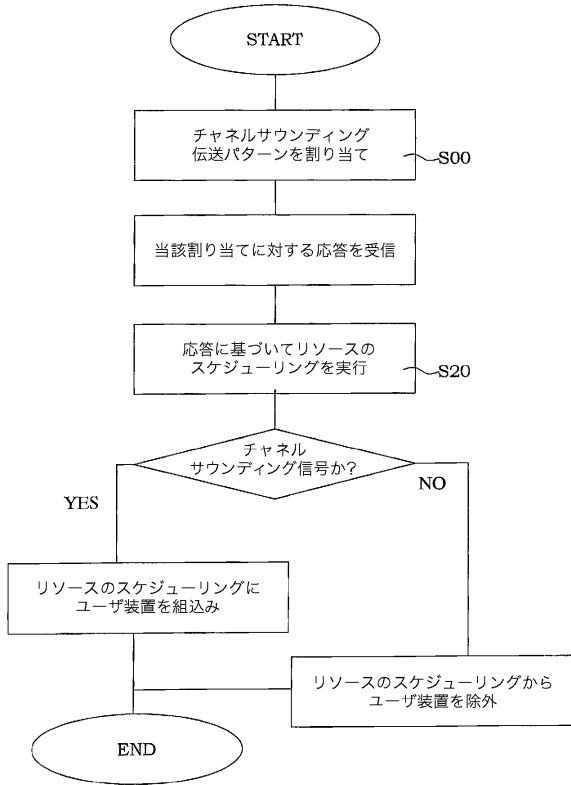 START
チャネルサウンディング
伝送パターンを割り当て
S00
当該割り当てに対する応答を受信
応答に基づいてリソースの
スケジューリングを実行
S20
チャネル
サウンディング信号か?
YES
NO
リソースのスケジューリングに
ユーザ装置を組込み
リソースのスケジューリングから
ユーザ装置を除外
END